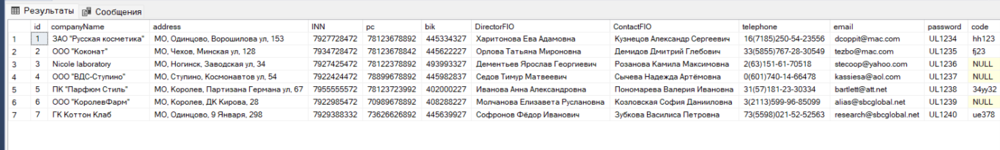 Результаты Сообщения
id companyName address INN pc bik DirectorFIO ContactFIO telephone email password code
1 1 ЗАО "Русская косметика" МО, Одинцово, Ворошилова ул, 153 7927728472 78123678892 445334327 Харитонова Ева Адамовна Кузнецов Александр Сергеевич 16(7185)250-54-23556 dcoppit@mac.com UL1234 hh123
2 2 ООО "Коконат" МО, Чехов, Минская ул, 128 7934728472 78123678842 445622227 Орлова Татьяна Мироновна Демидов Дмитрий Глебович 33(5855)767-28-30549 tezbo@mac.com UL1235 fj23
3 3 Nicole laboratory МО, Ногинск, Заводская ул, 34 7927425472 78122378892 493993327 Дементьев Ярослав Георгиевич Розанова Камила Максимовна 2(63)151-61-70518 stecoop@yahoo.com UL1236 NULL
4 4 ООО "ВДС-Ступино" МО, Ступино, Космонавтов ул, 54 7922424472 78899678892 445982837 Седов Тимур Матвеевич Сычева Надежда Артёмовна 0(601)740-14-66478 kassiesa@aol.com UL1237 NULL
5 5 ПК "Парфюм Стиль" МО, Королев, Партизана Германа ул, 67 7955555572 78123723992 402000227 Иванова Анна Александровна Пономарева Валерия Ивановна 31(57)181-23-30334 bartlett@att.net UL1238 34yy32
6 6 ООО "КоролевФарм" МО, Королев, ДК Кирова, 28 7922985472 70989678892 408288227 Молчанова Елизавета Руслановна Козловская София Данииловна 3(2113)599-96-85099 alias@sbcglobal.net UL1239 NULL
7 7 ГК Коттон Клаб МО, Одинцово, 9 Января, 298 7929388332 73626626892 445639927 Софронов Фёдор Иванович Зубкова Василиса Петровна 73(5598)021-52-52563 research@sbcglobal.net UL1240 ue378